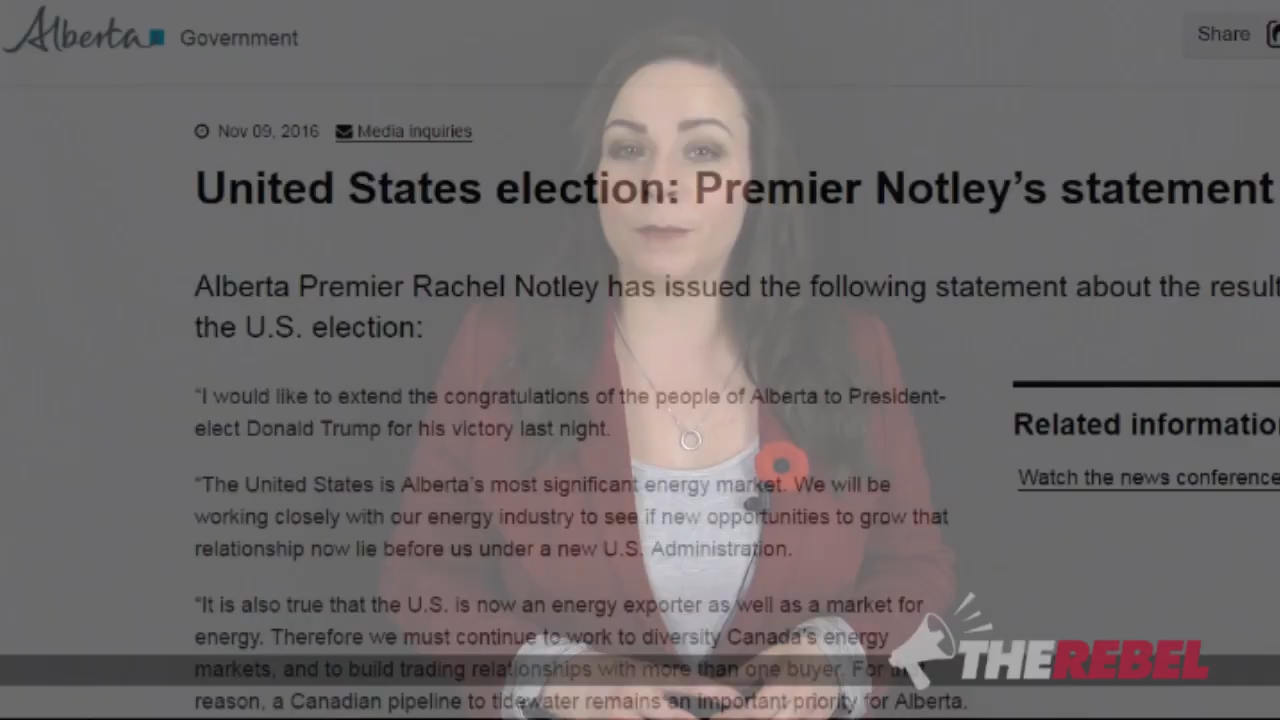 Alberta Government
Share
Nov 09, 2016 Media inquiries
United States election: Premier Notley's statement
Alberta Premier Rachel Notley has issued the following statement about the
the U.S. election:
"I would like to extend the congratulations of the people of Alberta to President-
elect Donald Trump for his victory last night.
Related
Watch the news conference
"The United States is Alberta's most significant energy market. We will be
working closely with our energy industry to see if new opportunities to grow that
relationship now lie before us under a new U.S. Administration.
"It is also true that the U.S. is now an energy exporter as well as a market for
energy. Therefore we must continue to work to diversity Canada's energy
markets, and to build trading relationships with more than one buyer. For
reason, a Canadian pipeline to tidewater remains an important priority for Alberta.
THE REBEL